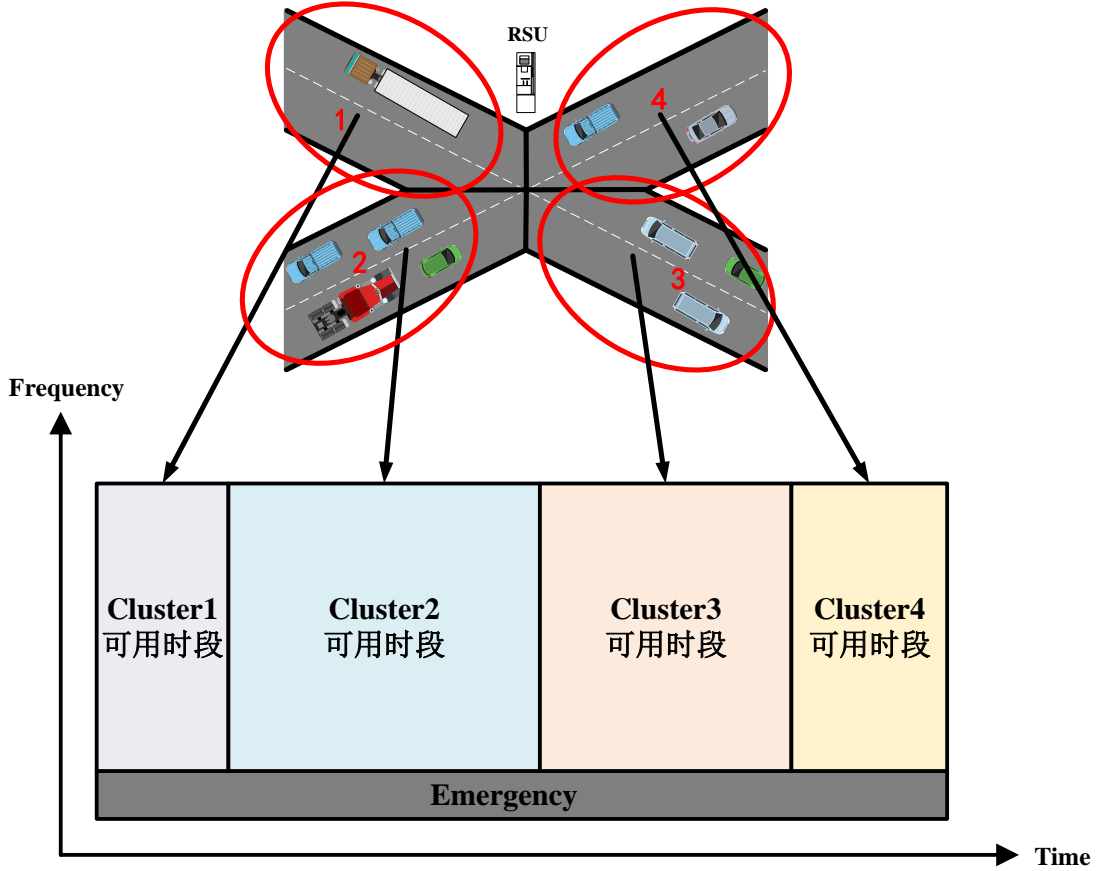 RSU
1
4
2
3
Frequency
Cluster1
可用时段
Cluster2
可用时段
Cluster3
可用时段
Cluster4
可用时段
Emergency
Time